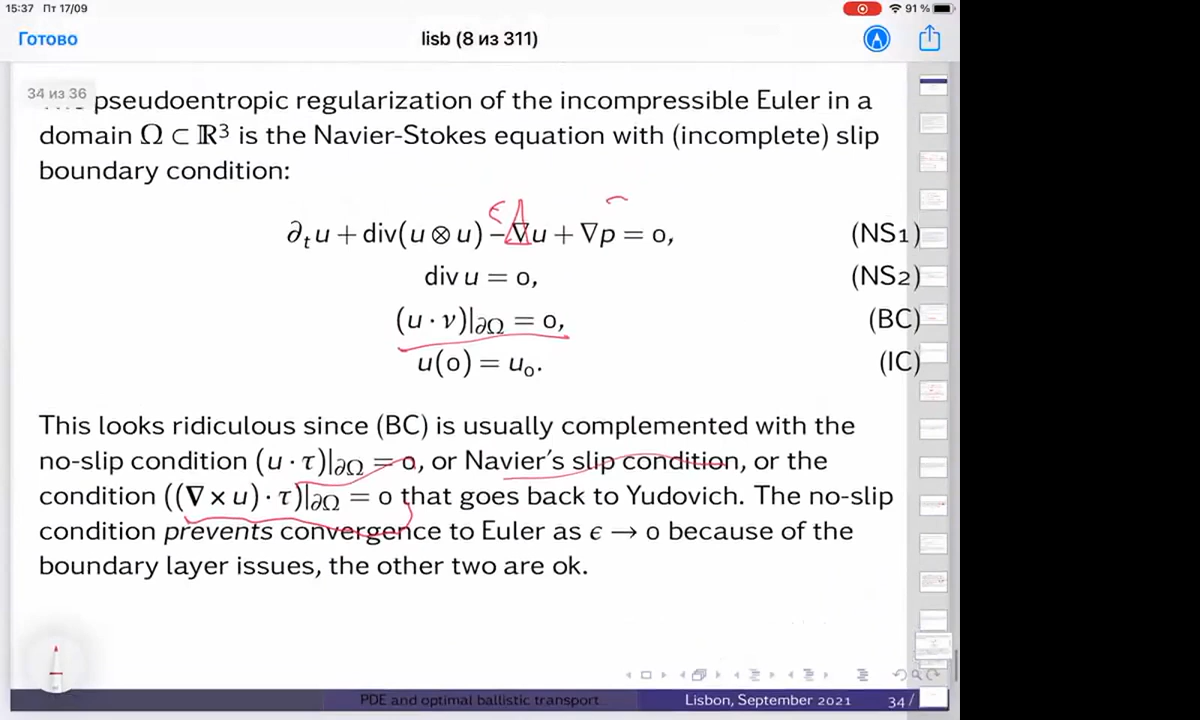 15:37 Пт 17/09 91 %
Готово lisb (8 из 311)
34 из 36
pseudoentropic regularization of the incompressible Euler in a
domain Ω ⊂ ℝ³ is the Navier-Stokes equation with (incomplete) slip
boundary condition:
ϵ Δ
∂ₜu + div(u ⊗ u) − ∇u + ∇p = 0, (NS1)
div u = 0, (NS2)
(u · ν)|∂Ω = 0, (BC)
u(0) = u₀. (IC)
This looks ridiculous since (BC) is usually complemented with the
no-slip condition (u · τ)|∂Ω = 0, or Navier's slip condition, or the
condition ((∇ × u) · τ)|∂Ω = 0 that goes back to Yudovich. The no-slip
condition prevents convergence to Euler as ϵ → 0 because of the
boundary layer issues, the other two are ok.
PDE and optimal ballistic transport Lisbon, September 2021 34/